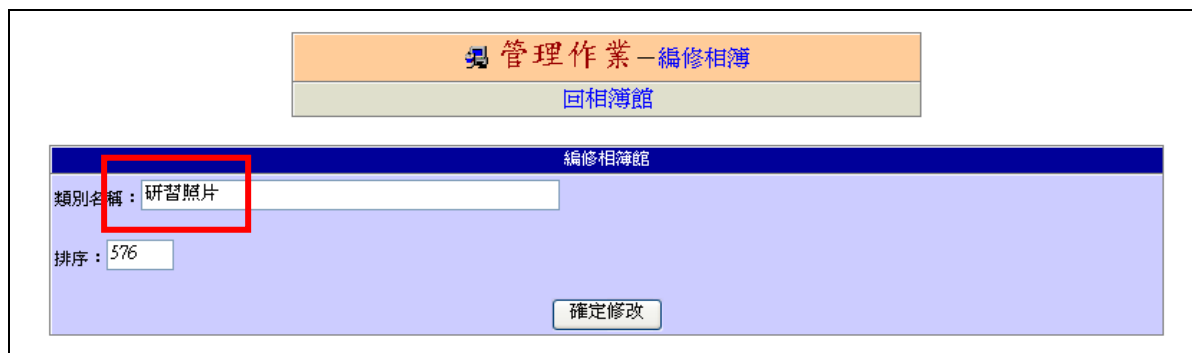 管理作業－編修相簿
回相簿館
編修相簿館
類別名稱：研習照片
排序：576
確定修改